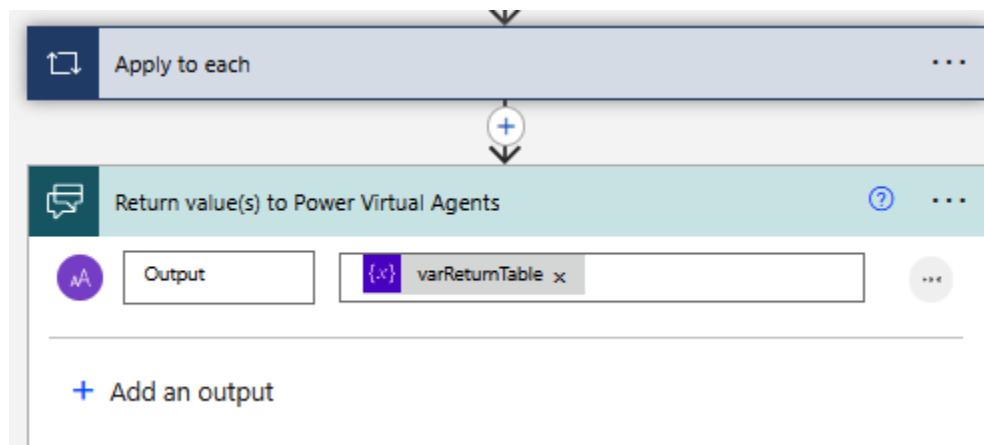 Apply to each
Return value(s) to Power Virtual Agents
Output {x} varReturnTable x
+ Add an output